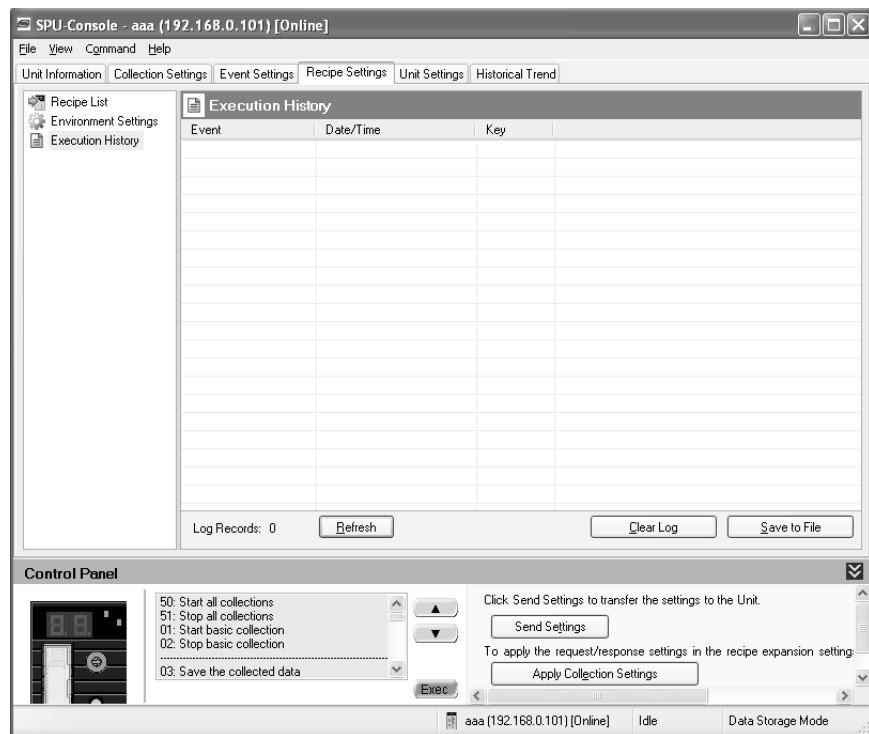 SPU-Console - aaa (192.168.0.101) [Online]
File View Command Help
Unit Information Collection Settings Event Settings Recipe Settings Unit Settings Historical Trend
Recipe List
Environment Settings
Execution History
Execution History
Event Date/Time Key
Log Records: 0 Refresh Clear Log Save to File
Control Panel
50: Start all collections
51: Stop all collections
01: Start basic collection
02: Stop basic collection
03: Save the collected data
Exec
Click Send Settings to transfer the settings to the Unit.
Send Settings
To apply the request/response settings in the recipe expansion setting
Apply Collection Settings
aaa (192.168.0.101) [Online] Idle Data Storage Mode